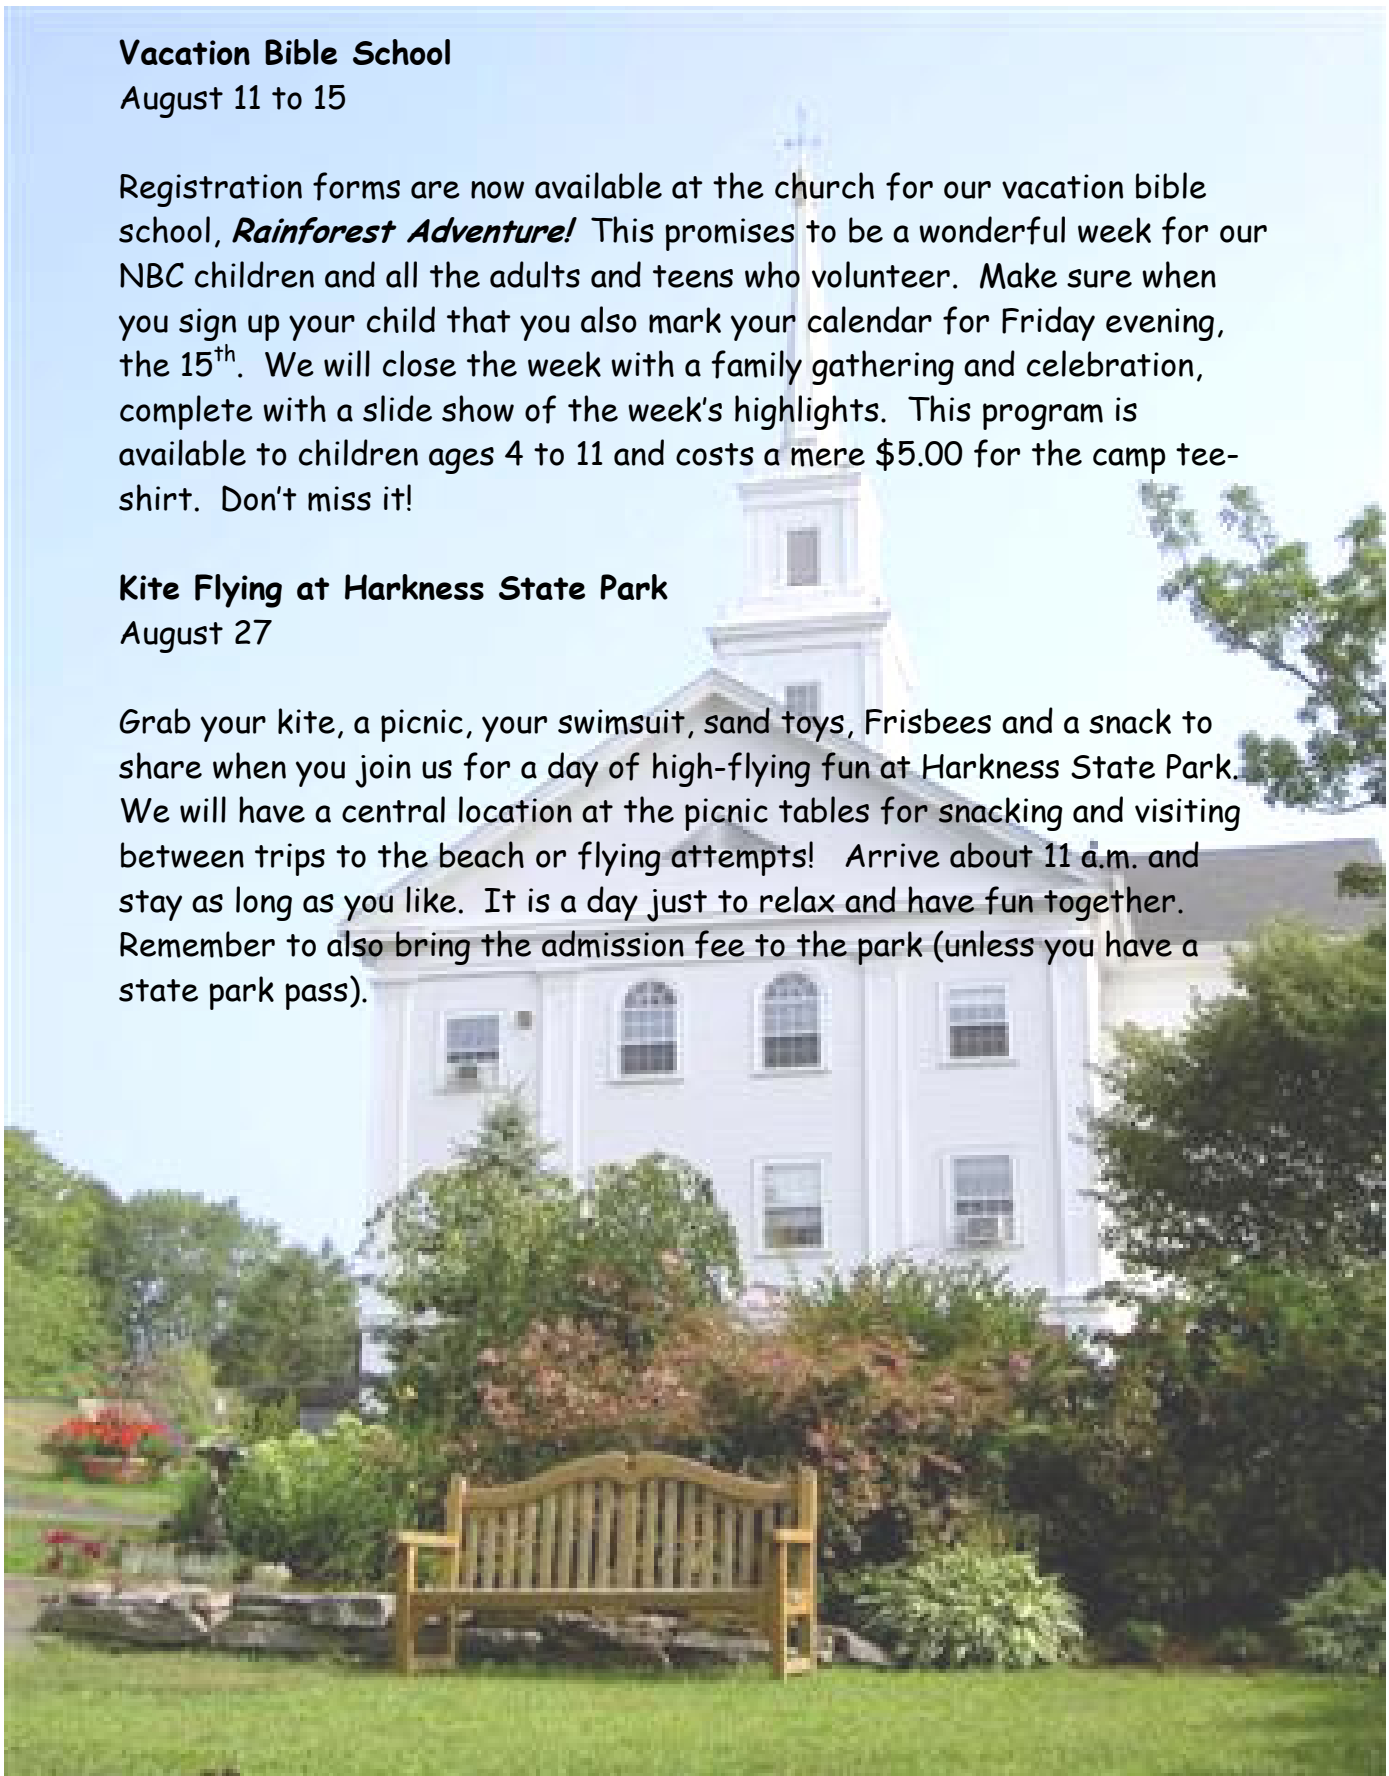 Vacation Bible School
August 11 to 15
Registration forms are now available at the church for our vacation bible
school, Rainforest Adventure! This promises to be a wonderful week for our
NBC children and all the adults and teens who volunteer. Make sure when
you sign up your child that you also mark your calendar for Friday evening,
the 15th. We will close the week with a family gathering and celebration,
complete with a slide show of the week's highlights. This program is
available to children ages 4 to 11 and costs a mere $5.00 for the camp tee-
shirt. Don't miss it!
Kite Flying at Harkness State Park
August 27
Grab your kite, a picnic, your swimsuit, sand toys, Frisbees and a snack to
share when you join us for a day of high-flying fun at Harkness State Park.
We will have a central location at the picnic tables for snacking and visiting
between trips to the beach or flying attempts! Arrive about 11 a.m. and
stay as long as you like. It is a day just to relax and have fun together.
Remember to also bring the admission fee to the park (unless you have a
state park pass).